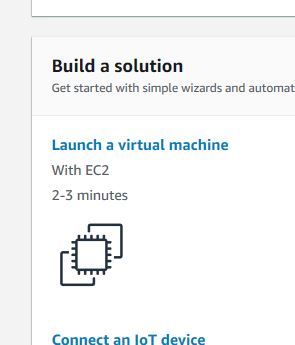 Build a solution
Get started with simple wizards and automat
Launch a virtual machine
With EC2
2-3 minutes
Connect an IoT device